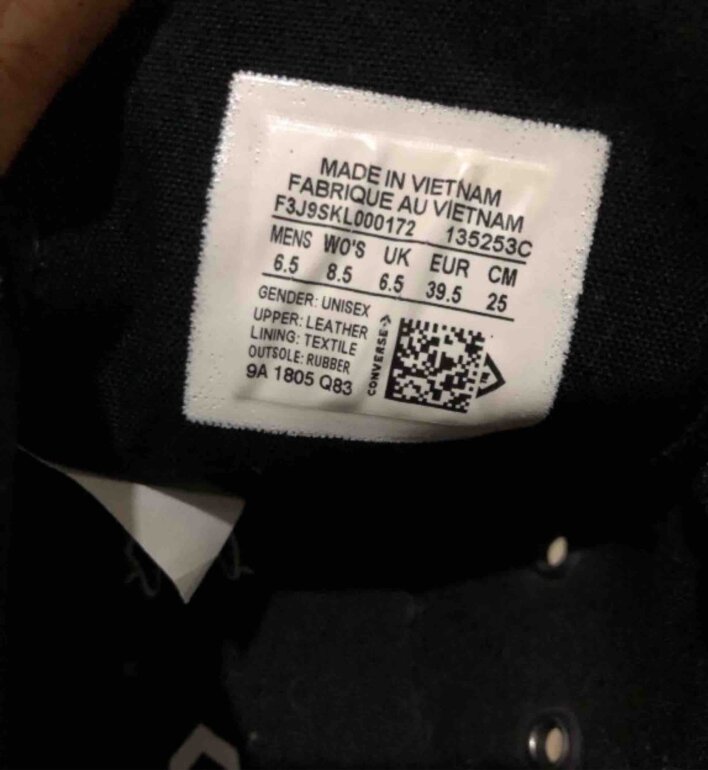 MADE IN VIETNAM
FABRIQUE AU VIETNAM
F3J9SKL000172 135253C
MENS WO'S UK EUR CM
6.5 8.5 6.5 39.5 25
GENDER: UNISEX
UPPER: LEATHER
LINING: TEXTILE
OUTSOLE: RUBBER
9A 1805 Q83
CONVERSE